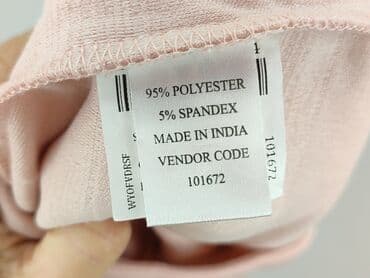 95% POLYESTER
5% SPANDEX
MADE IN INDIA
VENDOR CODE
101672
101672